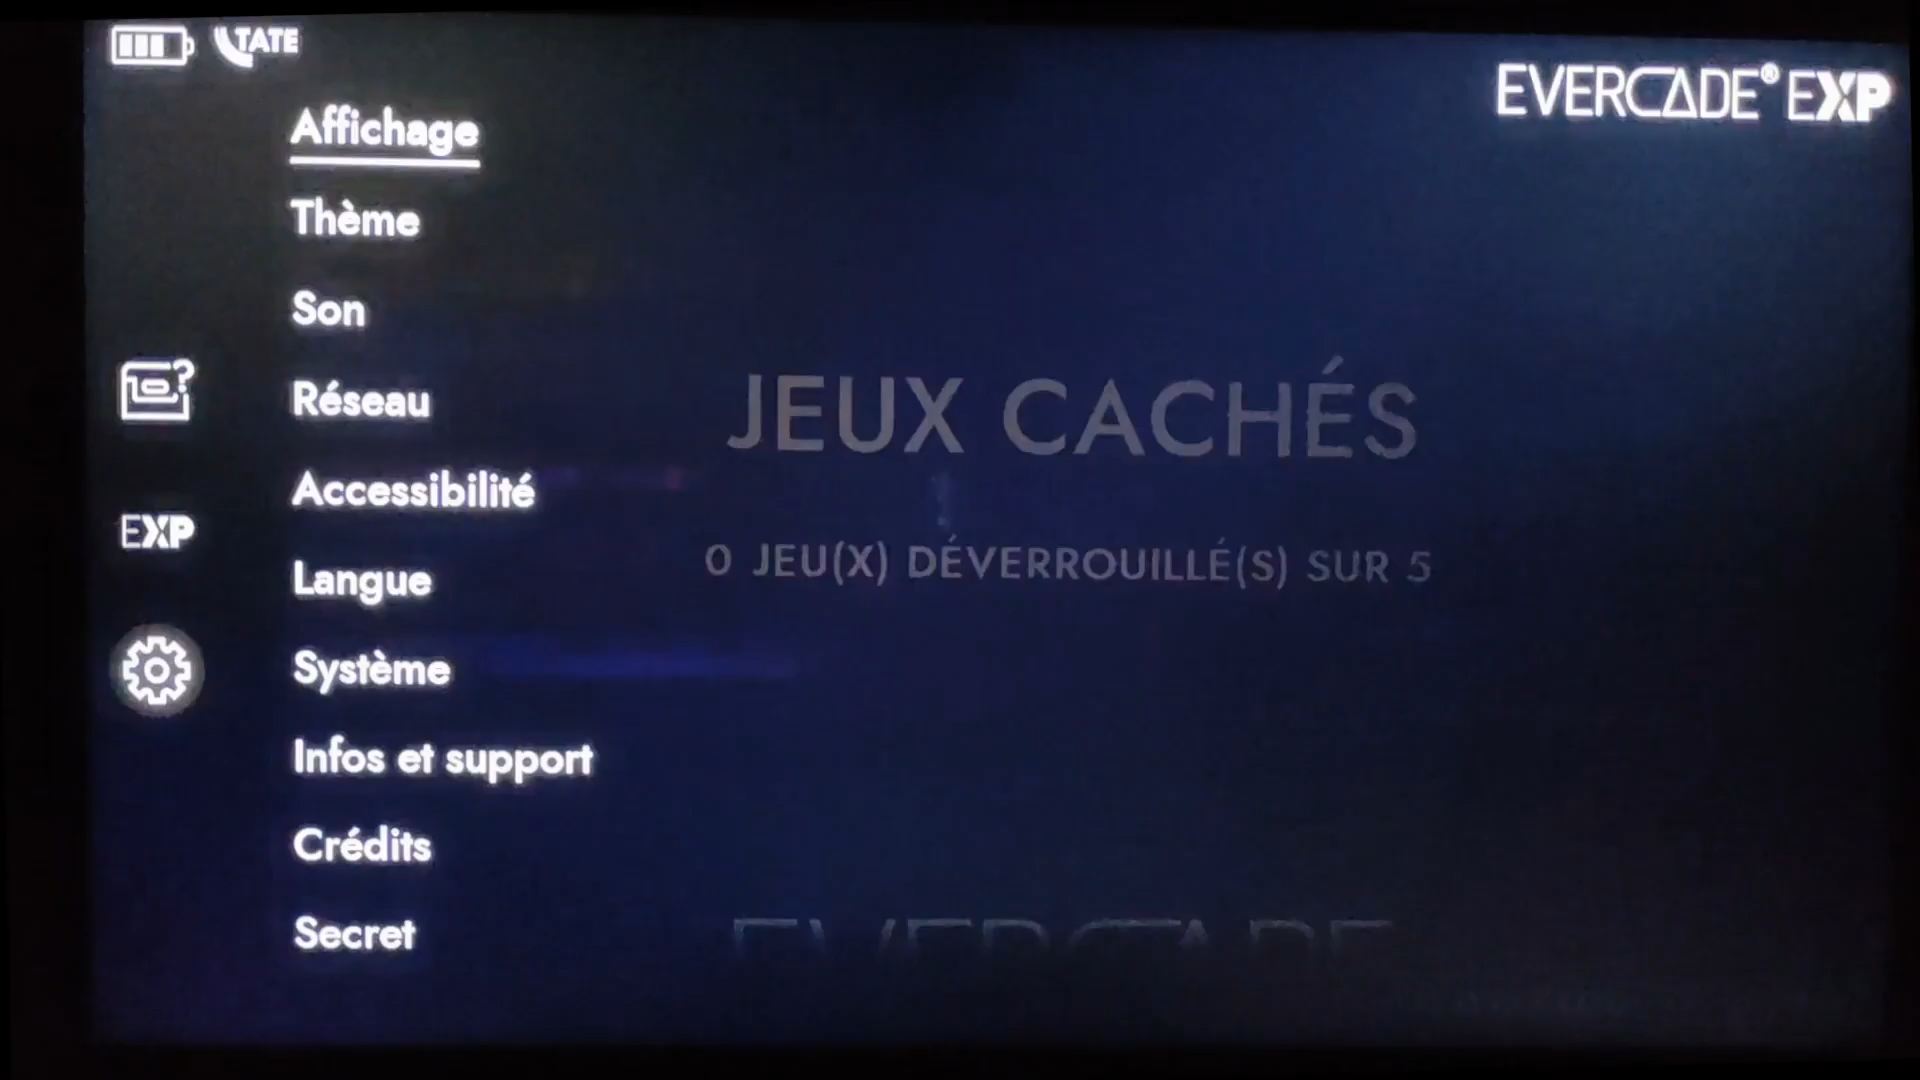 TATE
EVERCADE® EXP
Affichage
Thème
Son
Réseau
Accessibilité
Langue
Système
Infos et support
Crédits
Secret
?
EXP
JEUX CACHÉS
0 JEU(X) DÉVERROUILLÉ(S) SUR 5
EVERCADE